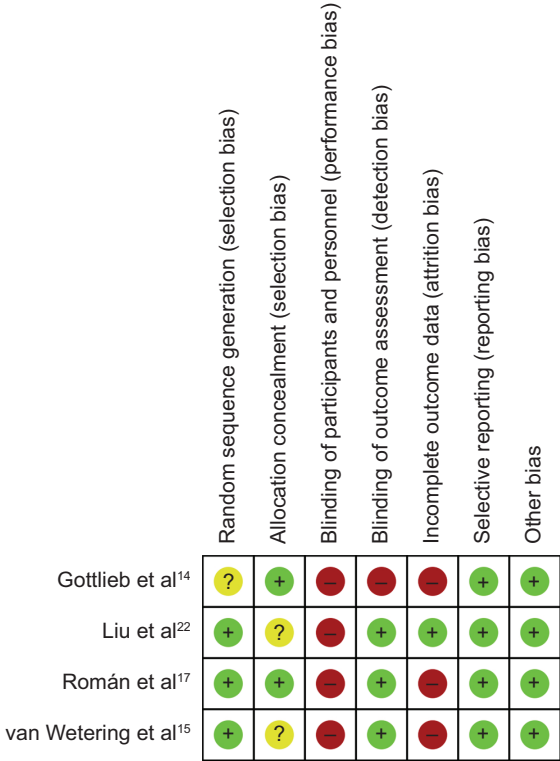 Random sequence generation (selection bias)
Allocation concealment (selection bias)
Blinding of participants and personnel (performance bias)
Blinding of outcome assessment (detection bias)
Incomplete outcome data (attrition bias)
Selective reporting (reporting bias)
Other bias
Gottlieb et al¹⁴ ? + – – – + +
Liu et al²² + ? – + + + +
Román et al¹⁷ + + – + – + +
van Wetering et al¹⁵ + ? – + – + +